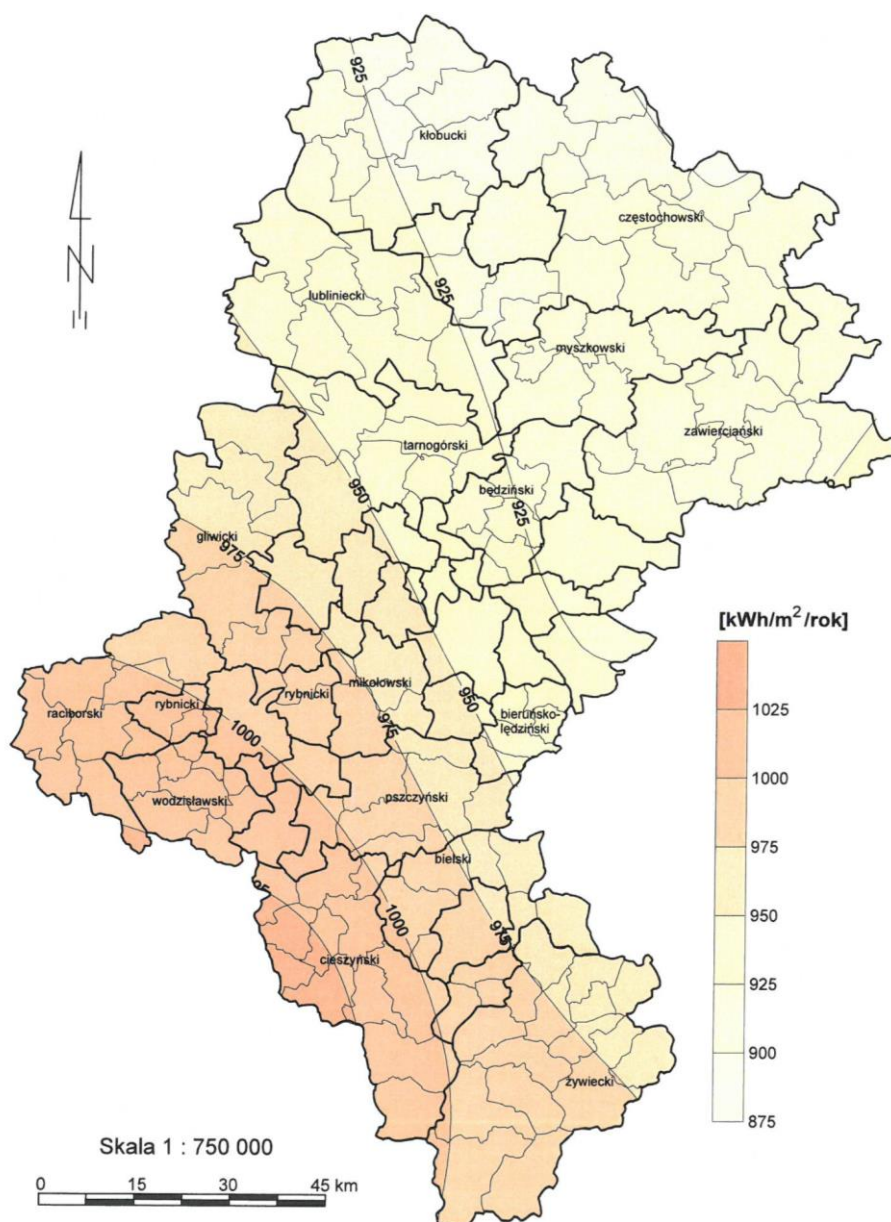 925
kłobucki
częstochowski
925
lubliniecki
myszkowski
zawierciański
tarnogórski
950
będziński
925
gliwicki
975
[kWh/m²/rok]
1025
1000
975
950
925
900
875
raciborski
rybnicki
rybnicki
mikołowski
950
bieruńsko-
lędziński
1000
975
wodzisławski
pszczyński
bielski
1000
975
cieszyński
żywiecki
N
Skala 1 : 750 000
0 15 30 45 km